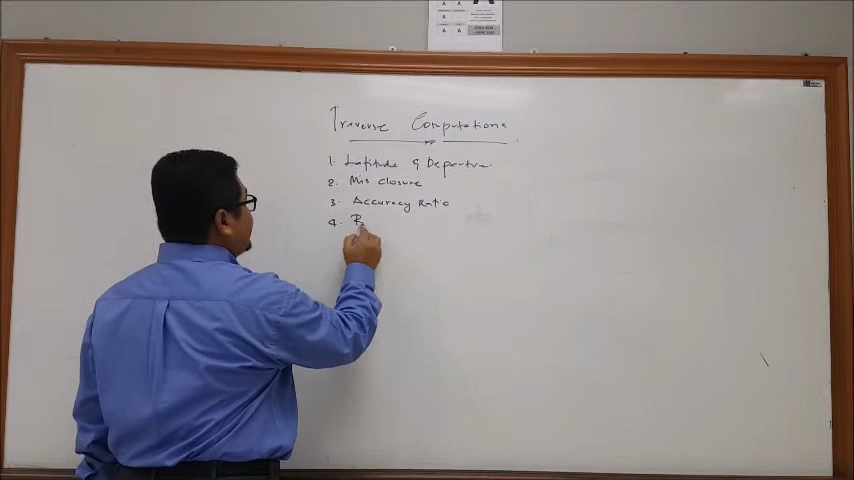 Traverse Computations
1. Latitude & Departure.
2. Mis closure
3. Accuracy Ratio
4. B